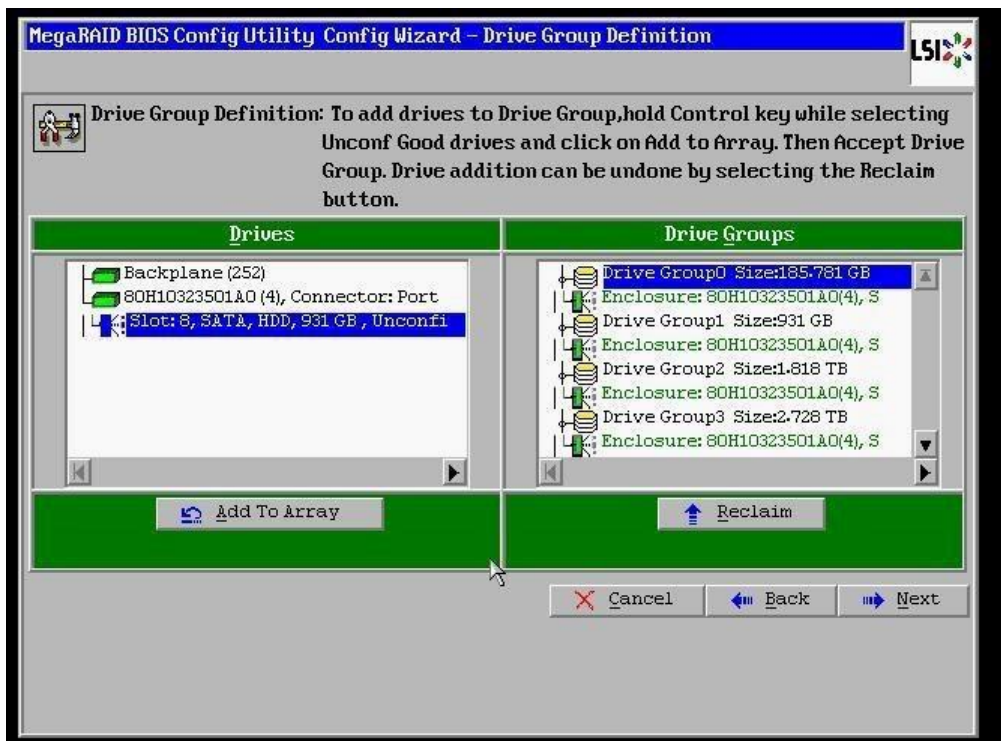 MegaRAID BIOS Config Utility Config Wizard - Drive Group Definition
LSI
Drive Group Definition: To add drives to Drive Group,hold Control key while selecting
Unconf Good drives and click on Add to Array. Then Accept Drive
Group. Drive addition can be undone by selecting the Reclaim
button.
Drives
Backplane (252)
80H10323501A0 (4), Connector: Port
Slot: 8, SATA, HDD, 931 GB , Unconfi
Add To Array
Drive Groups
Drive Group0 Size:185.781 GB
Enclosure: 80H10323501A0(4), S
Drive Group1 Size:931 GB
Enclosure: 80H10323501A0(4), S
Drive Group2 Size:1.818 TB
Enclosure: 80H10323501A0(4), S
Drive Group3 Size:2.728 TB
Enclosure: 80H10323501A0(4), S
Reclaim
Cancel
Back
Next